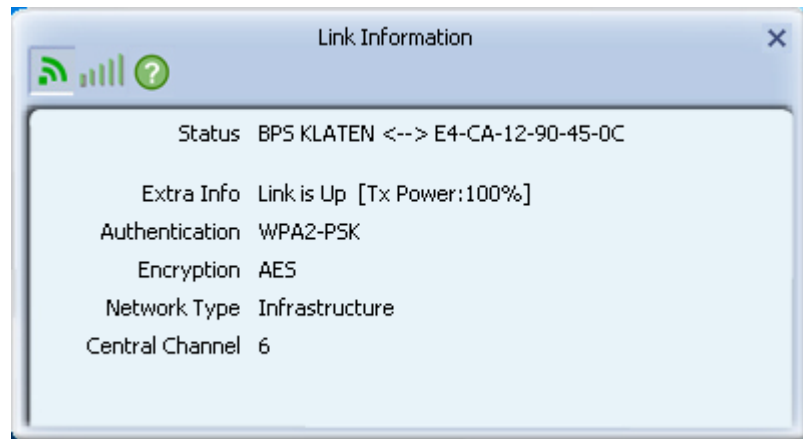 Link Information
Status BPS KLATEN <--> E4-CA-12-90-45-0C
Extra Info Link is Up [Tx Power:100%]
Authentication WPA2-PSK
Encryption AES
Network Type Infrastructure
Central Channel 6